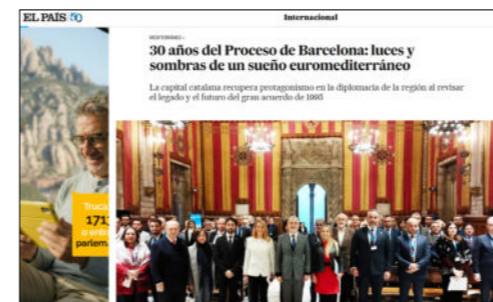 EL PAÍS 50
Internacional
MEDITERRÁNEO ›
30 años del Proceso de Barcelona: luces y
sombras de un sueño euromediterráneo
La capital catalana recupera protagonismo en la diplomacia de la región al revisar
el legado y el futuro del gran acuerdo de 1995
Truca
171
o entra
parlem.